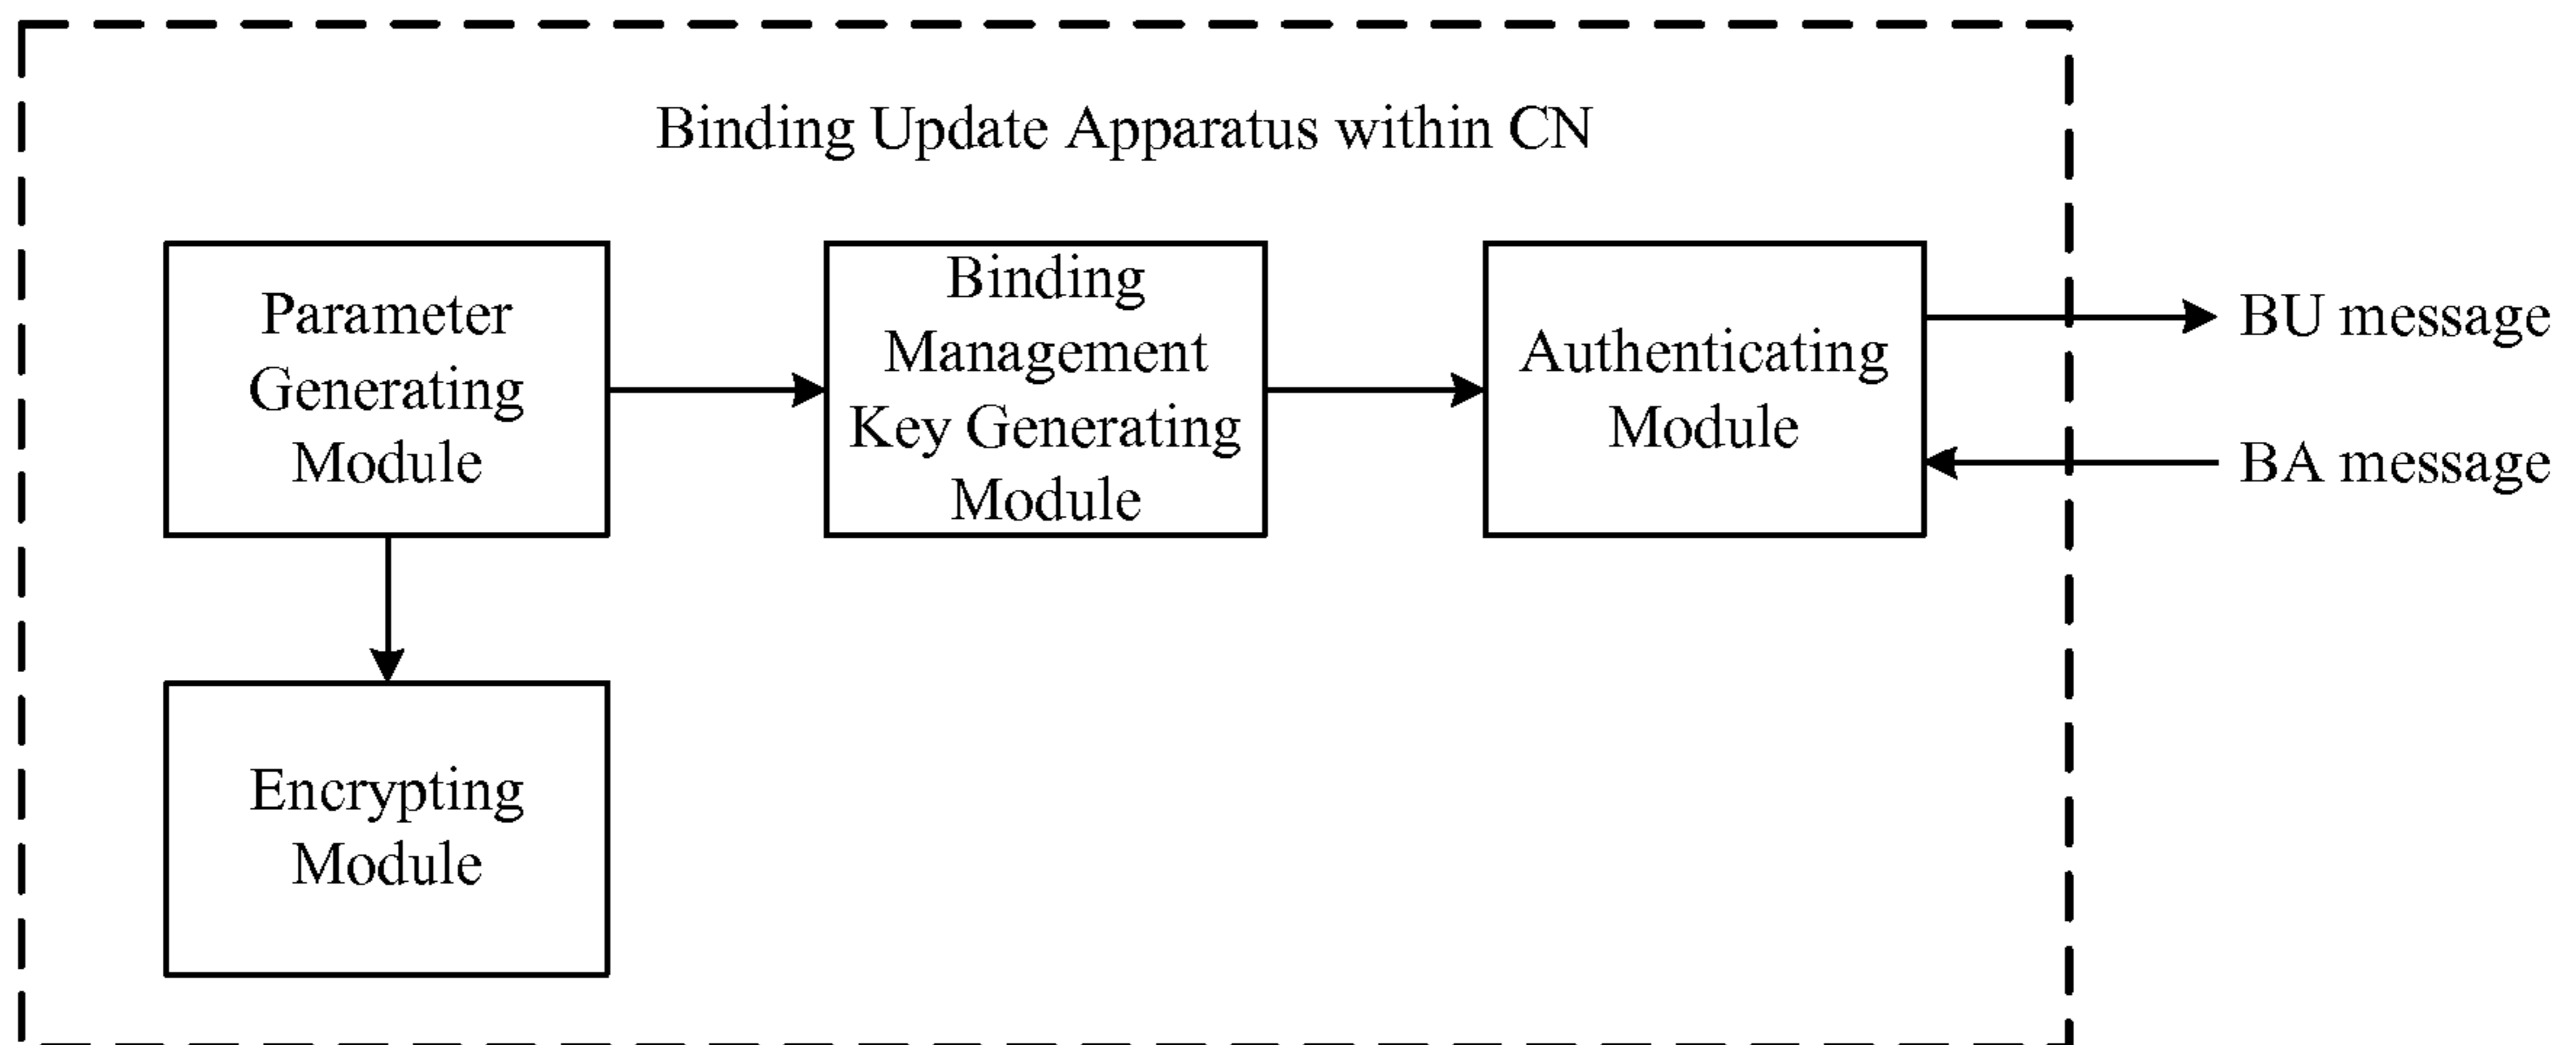 Binding Update Apparatus within CN
Parameter
Generating
Module
Binding
Management
Key Generating
Module
Authenticating
Module
BU message
BA message
Encrypting
Module